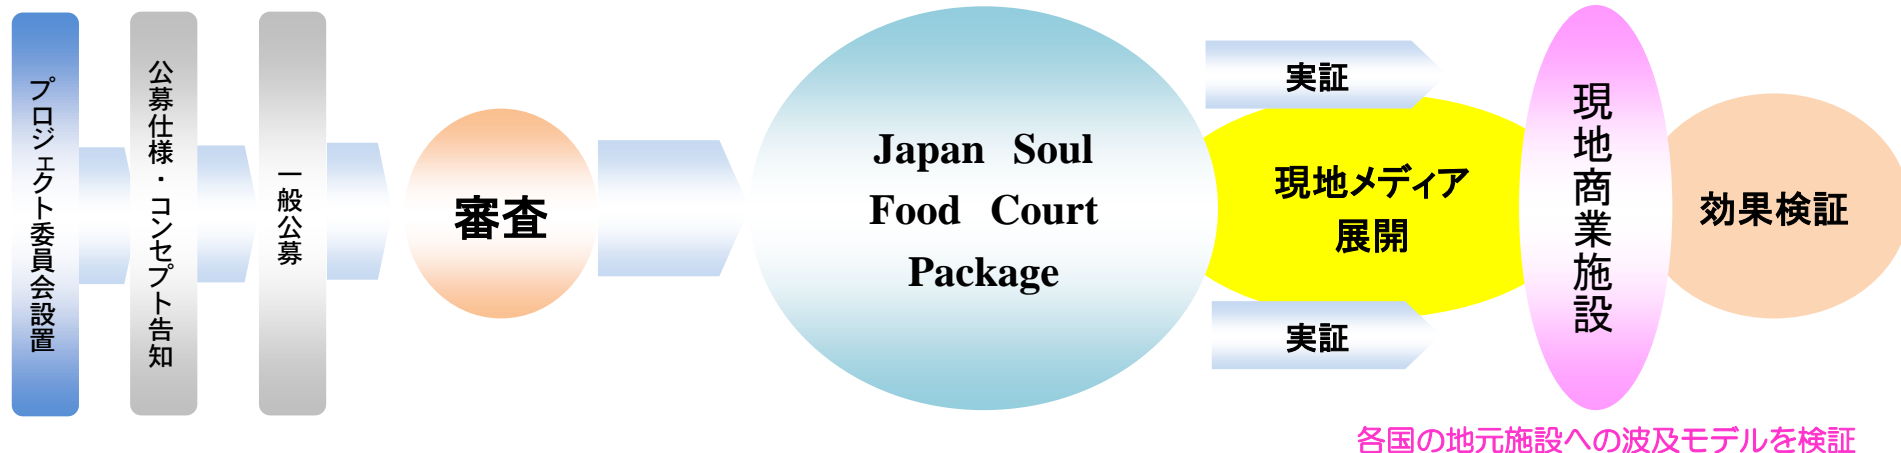 プロジェクト委員会設置
公募仕様・コンセプト告知
一般公募
審査
Japan Soul
Food Court
Package
実証
現地メディア
展開
実証
現地商業施設
効果検証
各国の地元施設への波及モデルを検証